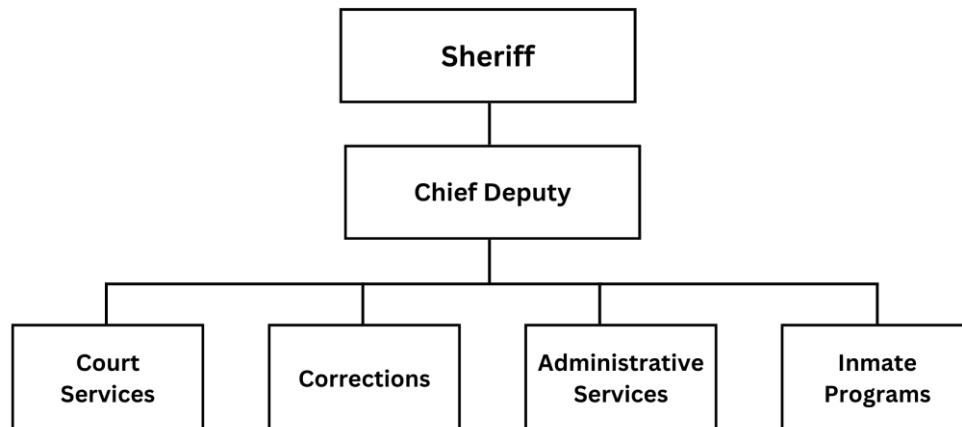 Sheriff
Chief Deputy
Court
Services
Corrections
Administrative
Services
Inmate
Programs